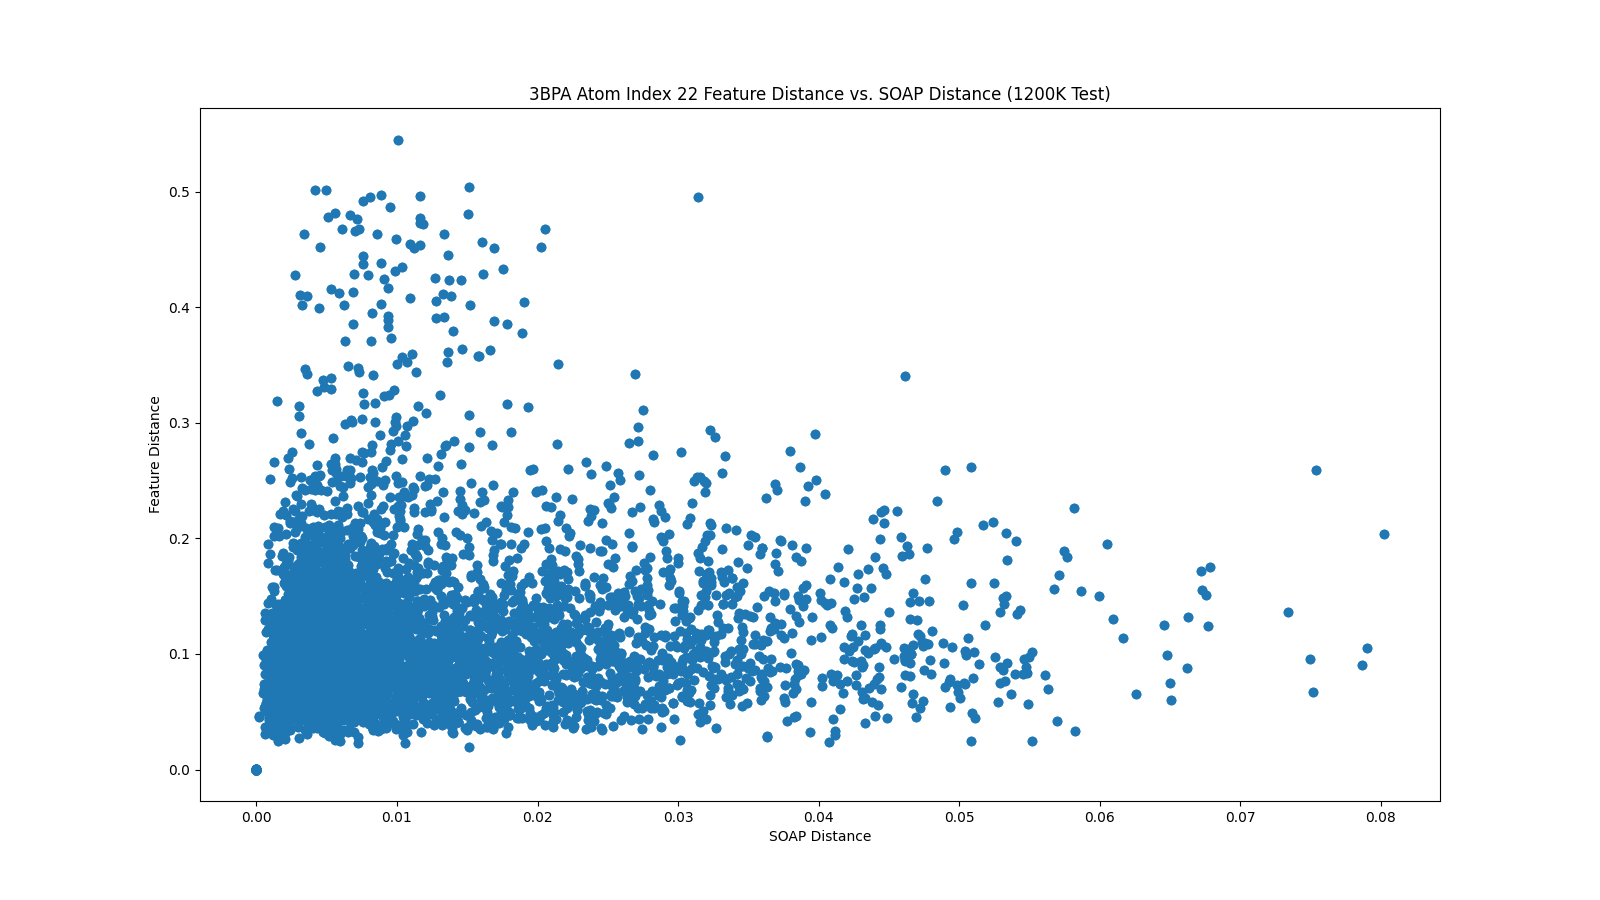 3BPA Atom Index 22 Feature Distance vs. SOAP Distance (1200K Test)
0.5
0.4
0.3
0.2
0.1
0.0
Feature Distance
0.00 0.01 0.02 0.03 0.04 0.05 0.06 0.07 0.08
SOAP Distance